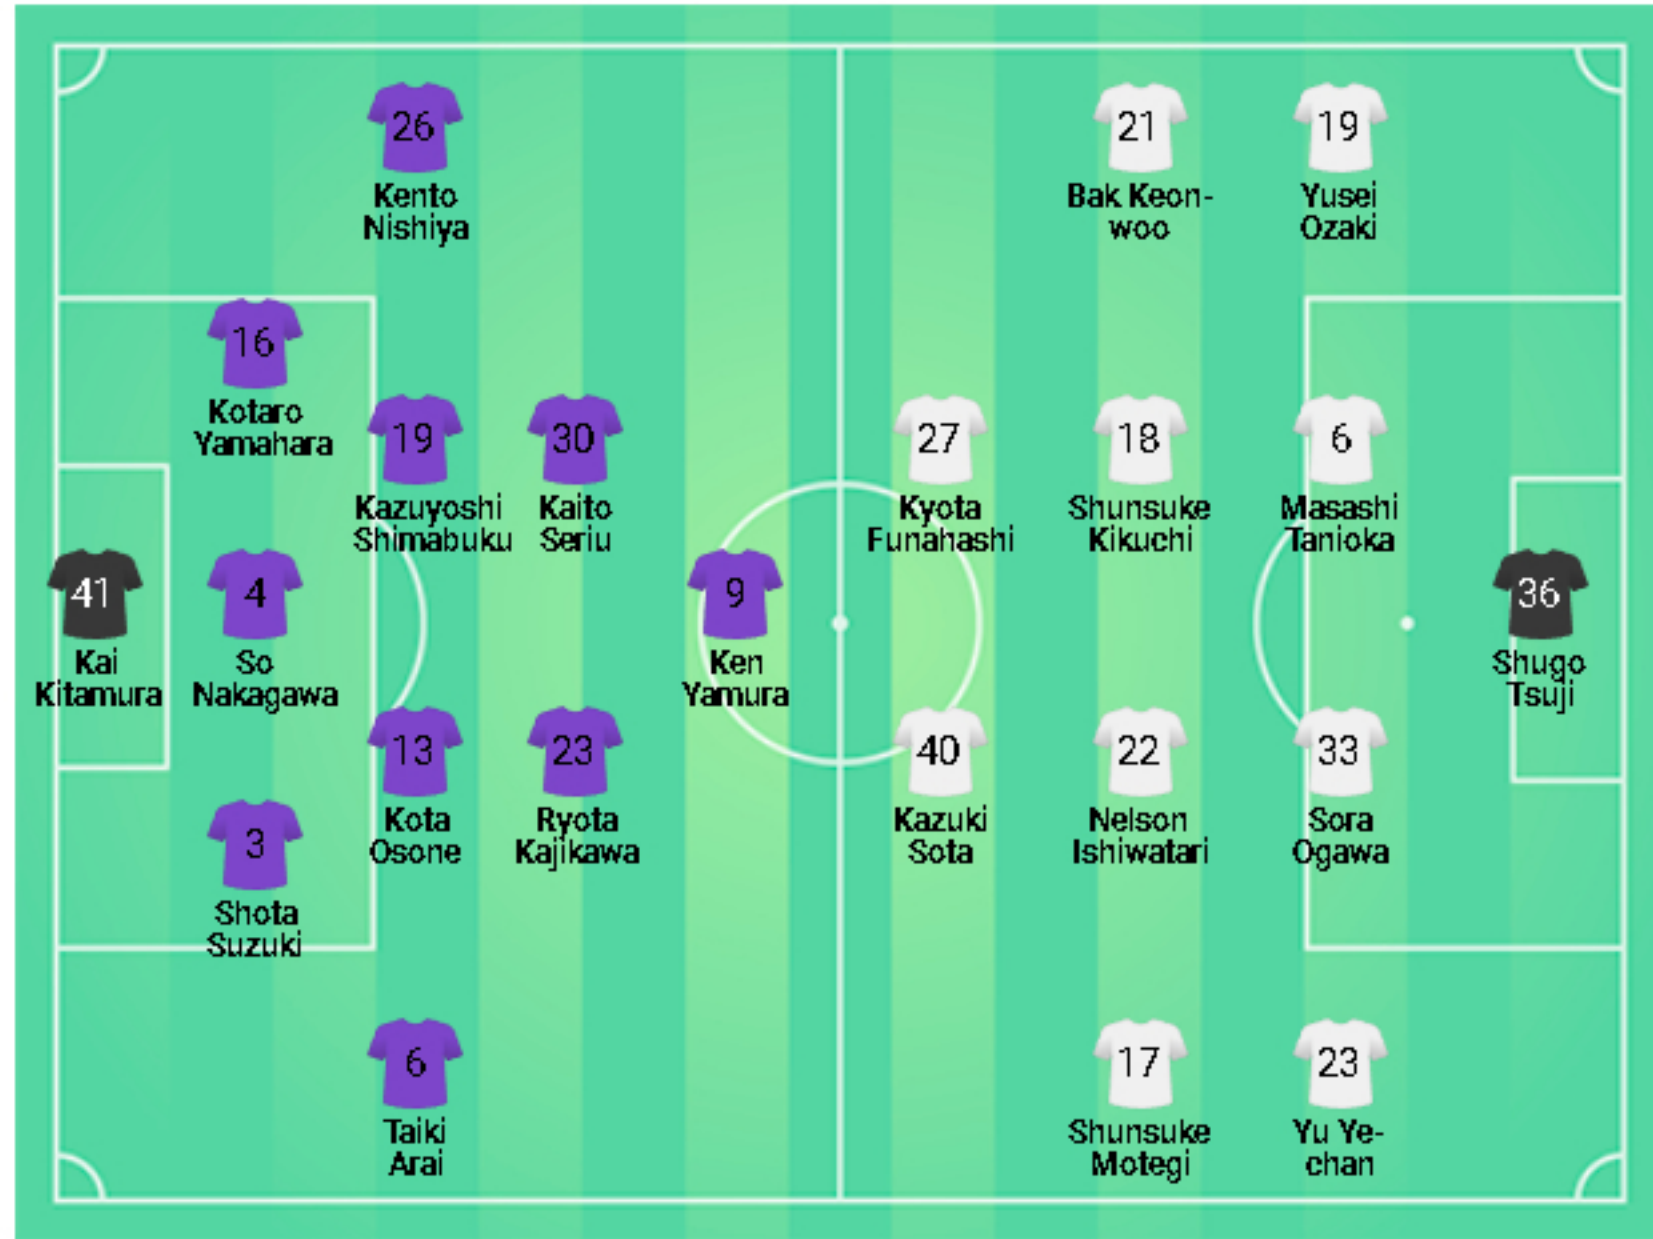 26
Kento
Nishiya
16
Kotaro
Yamahara
19
Kazuyoshi
Shimabuku
30
Kaito
Seriu
41
Kai
Kitamura
4
So
Nakagawa
9
Ken
Yamura
13
Kota
Osone
23
Ryota
Kajikawa
3
Shota
Suzuki
6
Taiki
Arai
21
Bak Keon-
woo
19
Yusei
Ozaki
27
Kyota
Funahashi
18
Shunsuke
Kikuchi
6
Masashi
Tanioka
36
Shugo
Tsuji
40
Kazuki
Sota
22
Nelson
Ishiwatari
33
Sora
Ogawa
17
Shunsuke
Motegi
23
Yu Ye-
chan